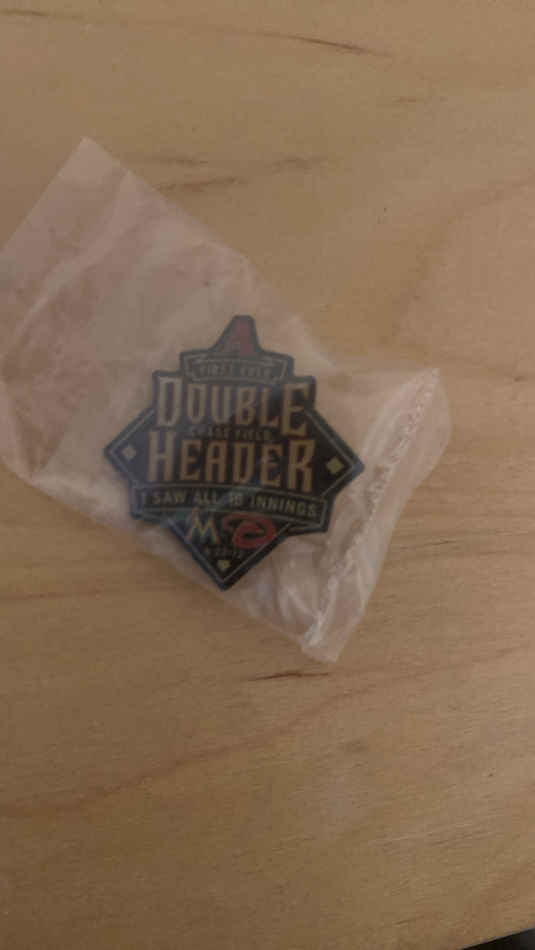 A
FIRST EVER
DOUBLE
CHASE FIELD
HEADER
I SAW ALL 18 INNINGS
M D